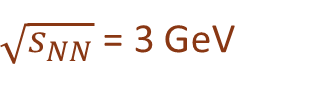 √s_NN = 3 GeV